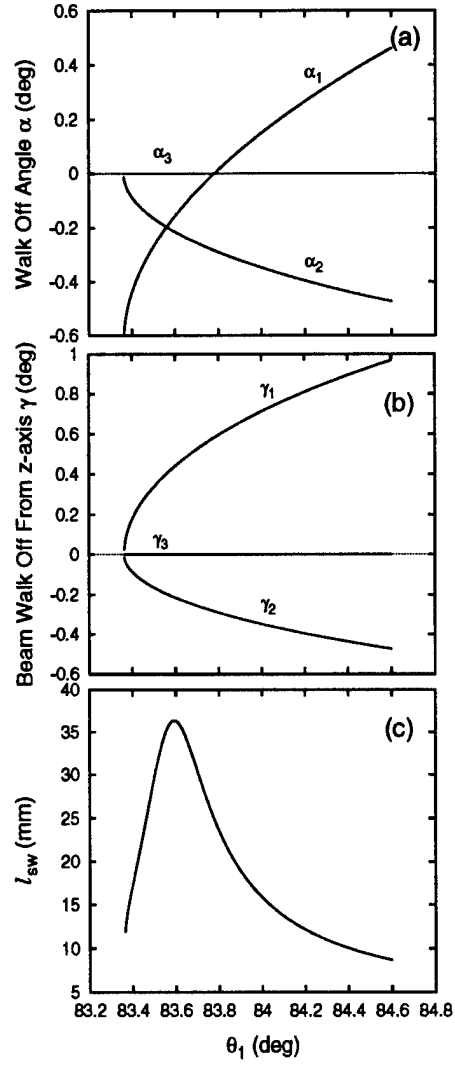 (a)
Walk Off Angle α (deg)
0.6
0.4
0.2
0
-0.2
-0.4
-0.6
α1
α3
α2
(b)
Beam Walk Off From z-axis γ (deg)
1
0.8
0.6
0.4
0.2
0
-0.2
-0.4
-0.6
γ1
γ3
γ2
(c)
lsw (mm)
40
35
30
25
20
15
10
5
83.2 83.4 83.6 83.8 84 84.2 84.4 84.6 84.8
θ1 (deg)